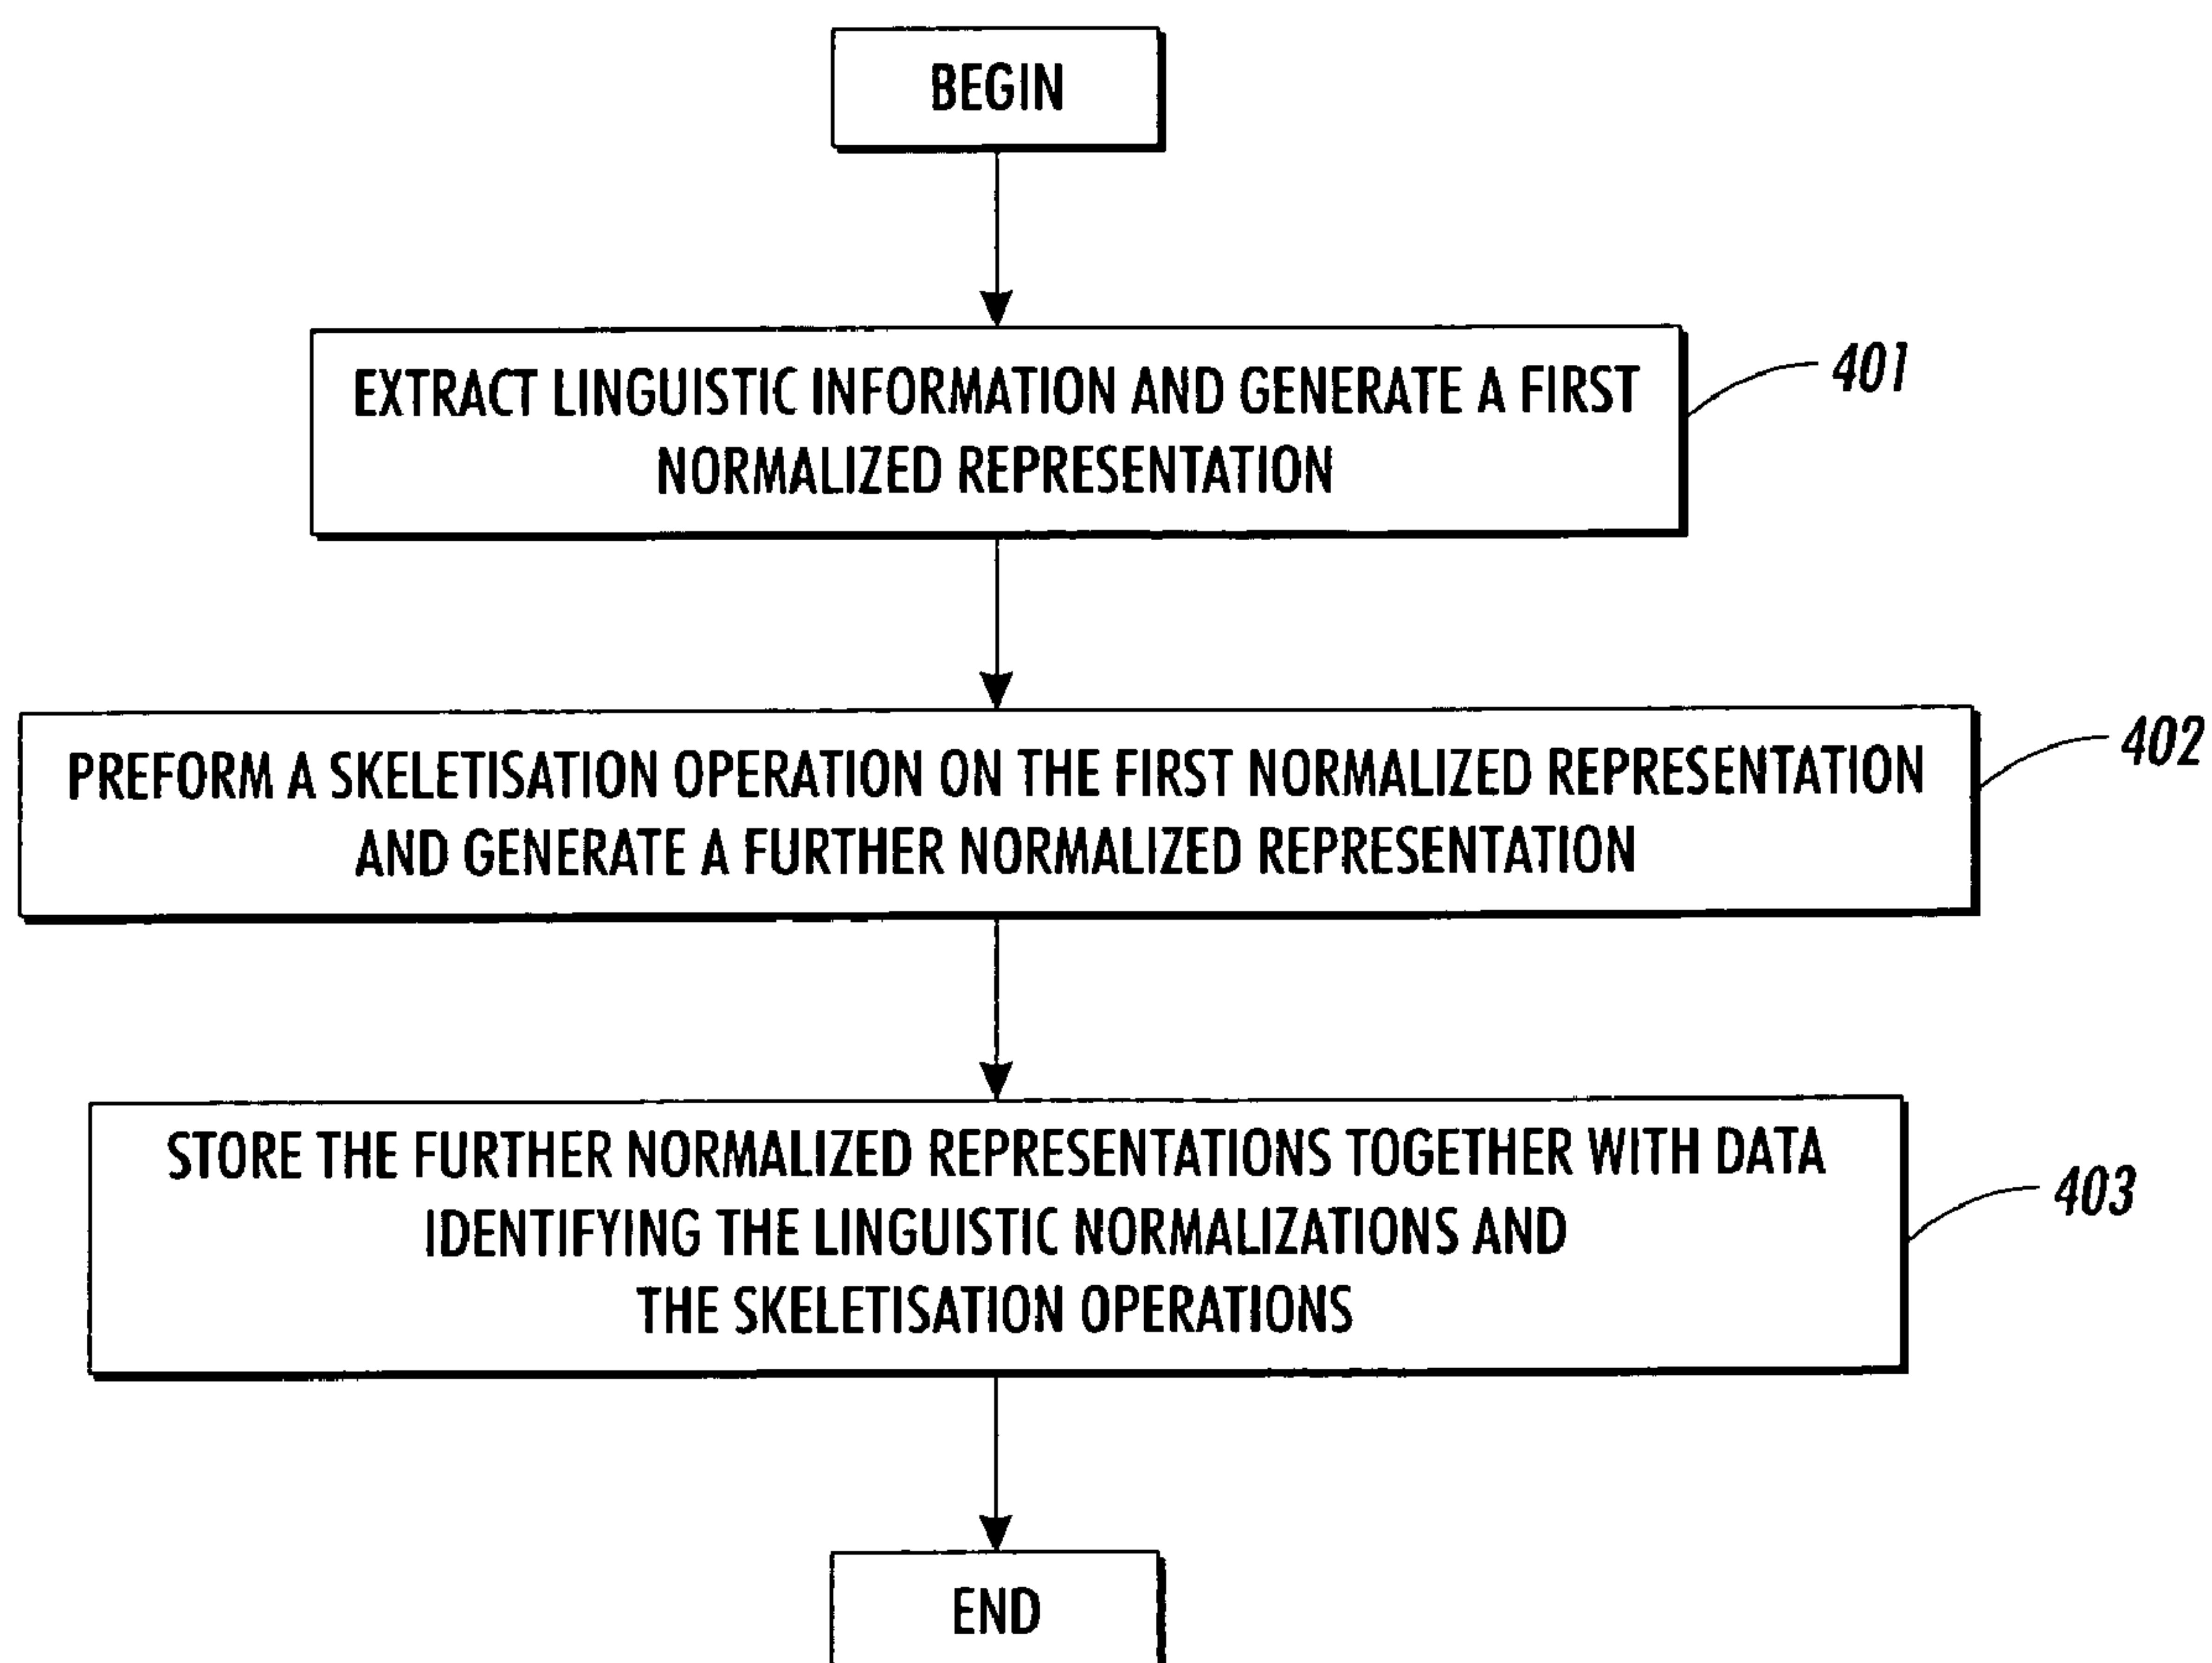 BEGIN
EXTRACT LINGUISTIC INFORMATION AND GENERATE A FIRST
NORMALIZED REPRESENTATION
401
PREFORM A SKELETISATION OPERATION ON THE FIRST NORMALIZED REPRESENTATION
AND GENERATE A FURTHER NORMALIZED REPRESENTATION
402
STORE THE FURTHER NORMALIZED REPRESENTATIONS TOGETHER WITH DATA
IDENTIFYING THE LINGUISTIC NORMALIZATIONS AND
THE SKELETISATION OPERATIONS
403
END